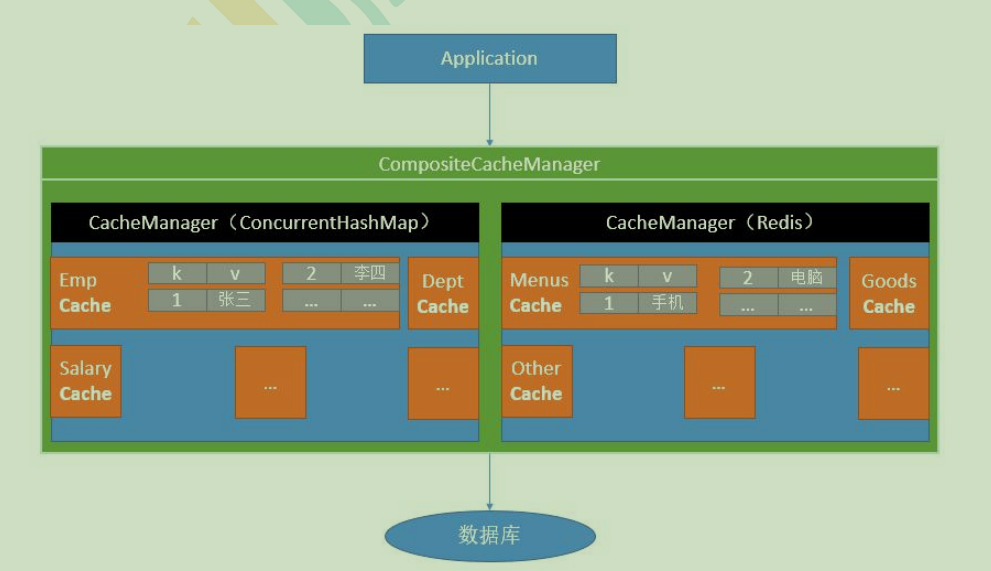 Application
CompositeCacheManager
CacheManager（ConcurrentHashMap）
Emp
Cache
k v
1 张三
2 李四
... ...
Dept
Cache
Salary
Cache
...
...
CacheManager（Redis）
Menus
Cache
k v
1 手机
2 电脑
... ...
Goods
Cache
Other
Cache
...
...
数据库